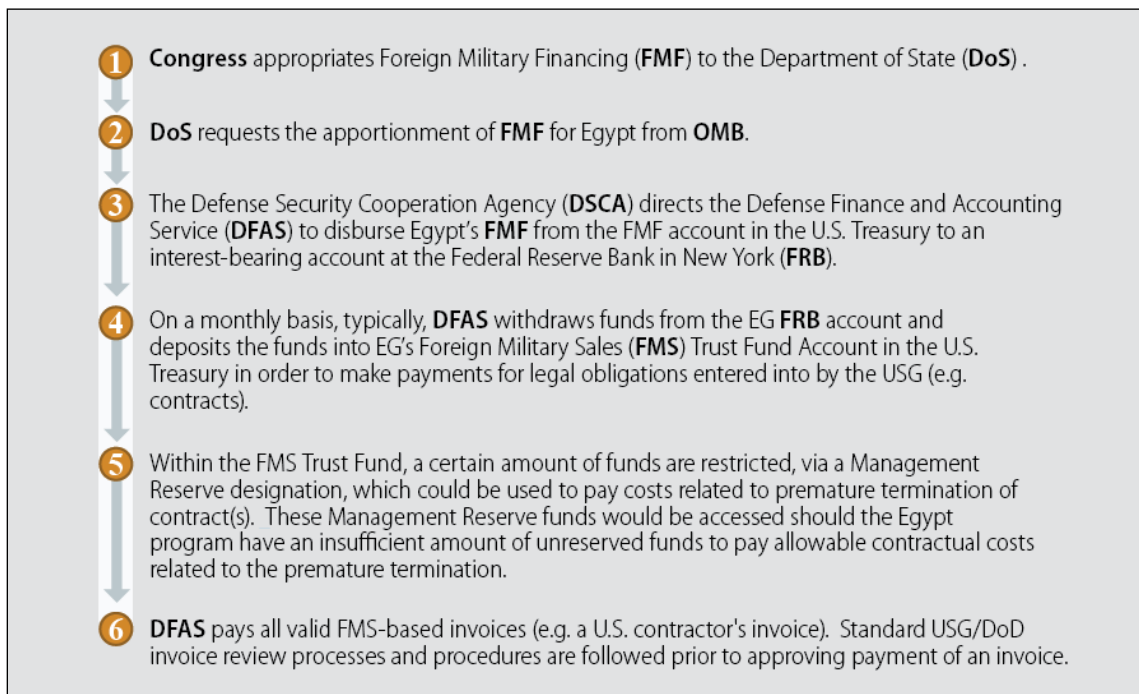 1 Congress appropriates Foreign Military Financing (FMF) to the Department of State (DoS) .
2 DoS requests the apportionment of FMF for Egypt from OMB.
3 The Defense Security Cooperation Agency (DSCA) directs the Defense Finance and Accounting
Service (DFAS) to disburse Egypt's FMF from the FMF account in the U.S. Treasury to an
interest-bearing account at the Federal Reserve Bank in New York (FRB).
4 On a monthly basis, typically, DFAS withdraws funds from the EG FRB account and
deposits the funds into EG's Foreign Military Sales (FMS) Trust Fund Account in the U.S.
Treasury in order to make payments for legal obligations entered into by the USG (e.g.
contracts).
5 Within the FMS Trust Fund, a certain amount of funds are restricted, via a Management
Reserve designation, which could be used to pay costs related to premature termination of
contract(s). These Management Reserve funds would be accessed should the Egypt
program have an insufficient amount of unreserved funds to pay allowable contractual costs
related to the premature termination.
6 DFAS pays all valid FMS-based invoices (e.g. a U.S. contractor's invoice). Standard USG/DoD
invoice review processes and procedures are followed prior to approving payment of an invoice.